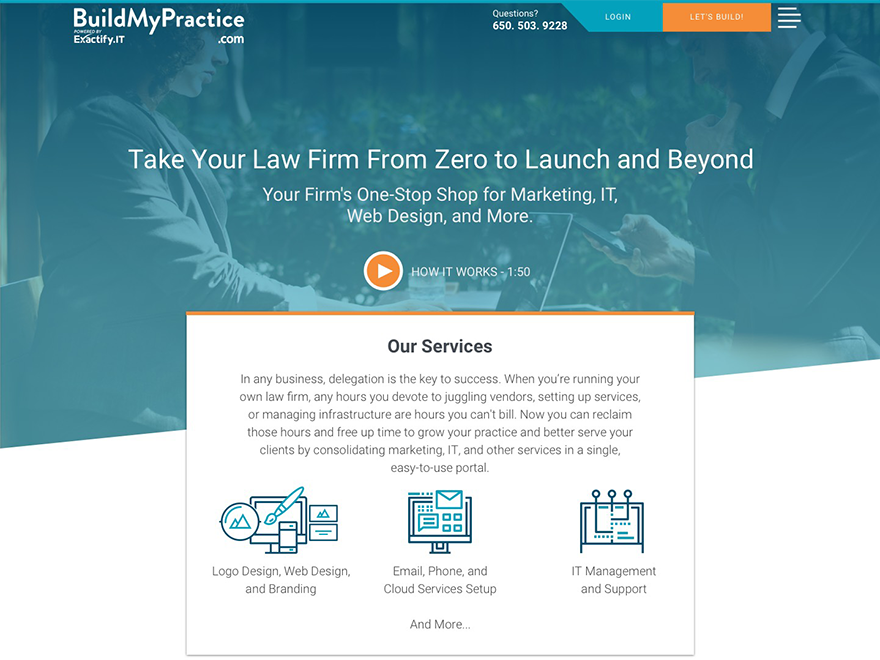 BuildMyPractice
POWERED BY
Exactify.IT
.com
Questions?
650. 503. 9228
LOGIN
LET'S BUILD!
Take Your Law Firm From Zero to Launch and Beyond
Your Firm's One-Stop Shop for Marketing, IT,
Web Design, and More.
HOW IT WORKS - 1:50
Our Services
In any business, delegation is the key to success. When you're running your
own law firm, any hours you devote to juggling vendors, setting up services,
or managing infrastructure are hours you can't bill. Now you can reclaim
those hours and free up time to grow your practice and better serve your
clients by consolidating marketing, IT, and other services in a single,
easy-to-use portal.
Logo Design, Web Design,
and Branding
Email, Phone, and
Cloud Services Setup
IT Management
and Support
And More...